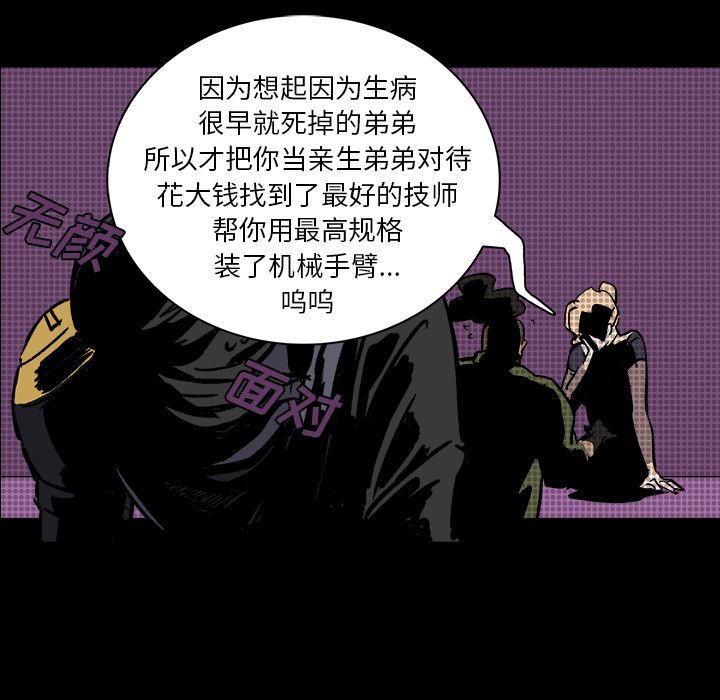 因为想起因为生病
很早就死掉的弟弟
所以才把你当亲生弟弟对待
花大钱找到了最好的技师
帮你用最高规格
装了机械手臂...
呜呜
无颜
面对